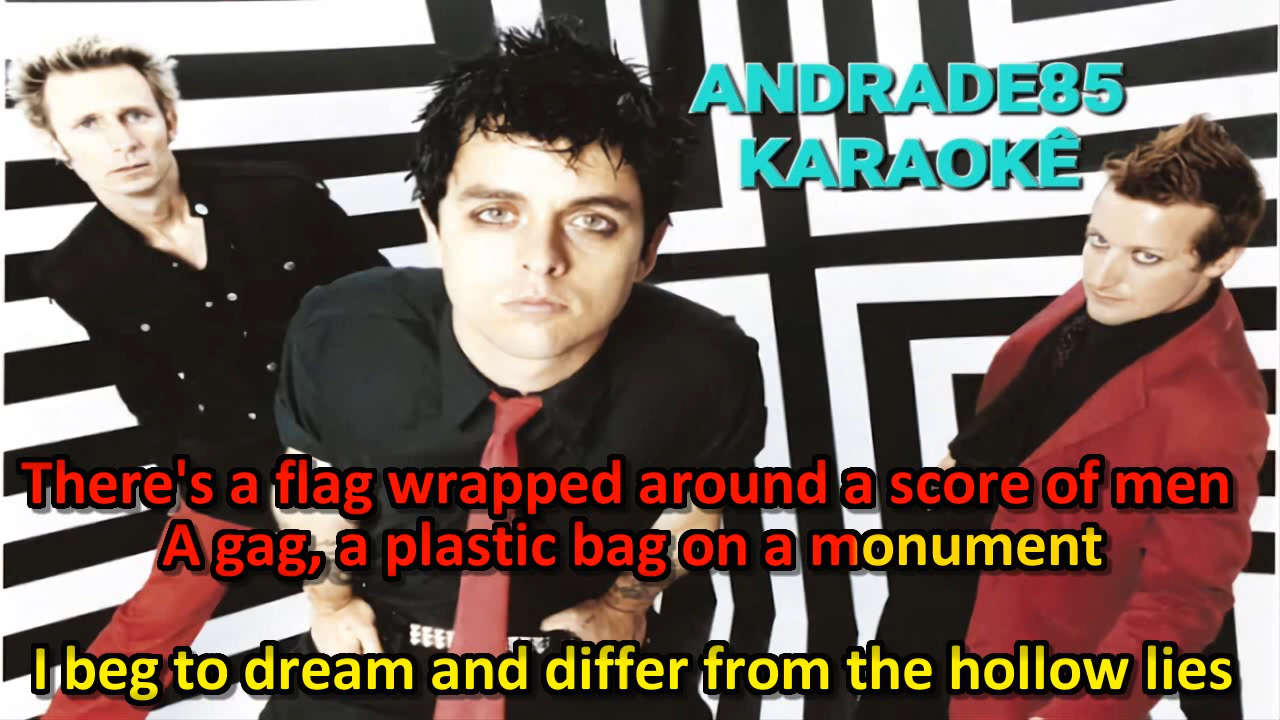 ANDRADE85
KARAOKÊ
There's a flag wrapped around a score of men
A gag, a plastic bag on a monument
I beg to dream and differ from the hollow lies